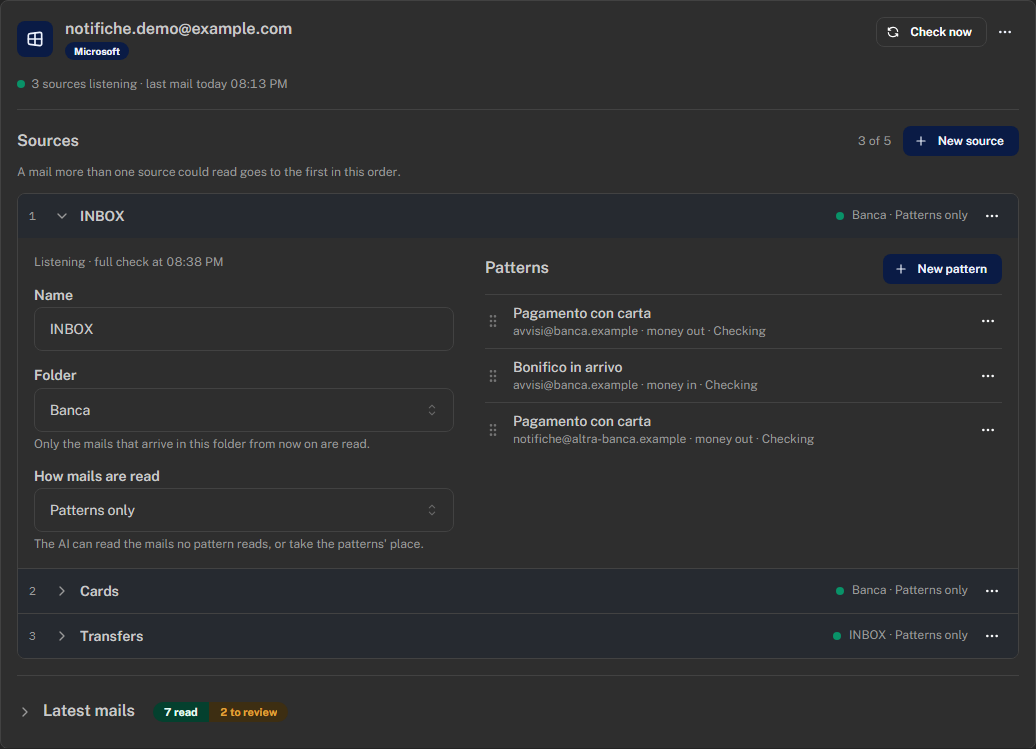 notifiche.demo@example.com
Microsoft
Check now
3 sources listening · last mail today 08:13 PM
Sources
3 of 5
New source
A mail more than one source could read goes to the first in this order.
1
INBOX
Banca · Patterns only
Listening · full check at 08:38 PM
Name
INBOX
Folder
Banca
Only the mails that arrive in this folder from now on are read.
How mails are read
Patterns only
The AI can read the mails no pattern reads, or take the patterns' place.
Patterns
New pattern
Pagamento con carta
avvisi@banca.example · money out · Checking
Bonifico in arrivo
avvisi@banca.example · money in · Checking
Pagamento con carta
notifiche@altra-banca.example · money out · Checking
2
Cards
Banca · Patterns only
3
Transfers
INBOX · Patterns only
Latest mails
7 read
2 to review